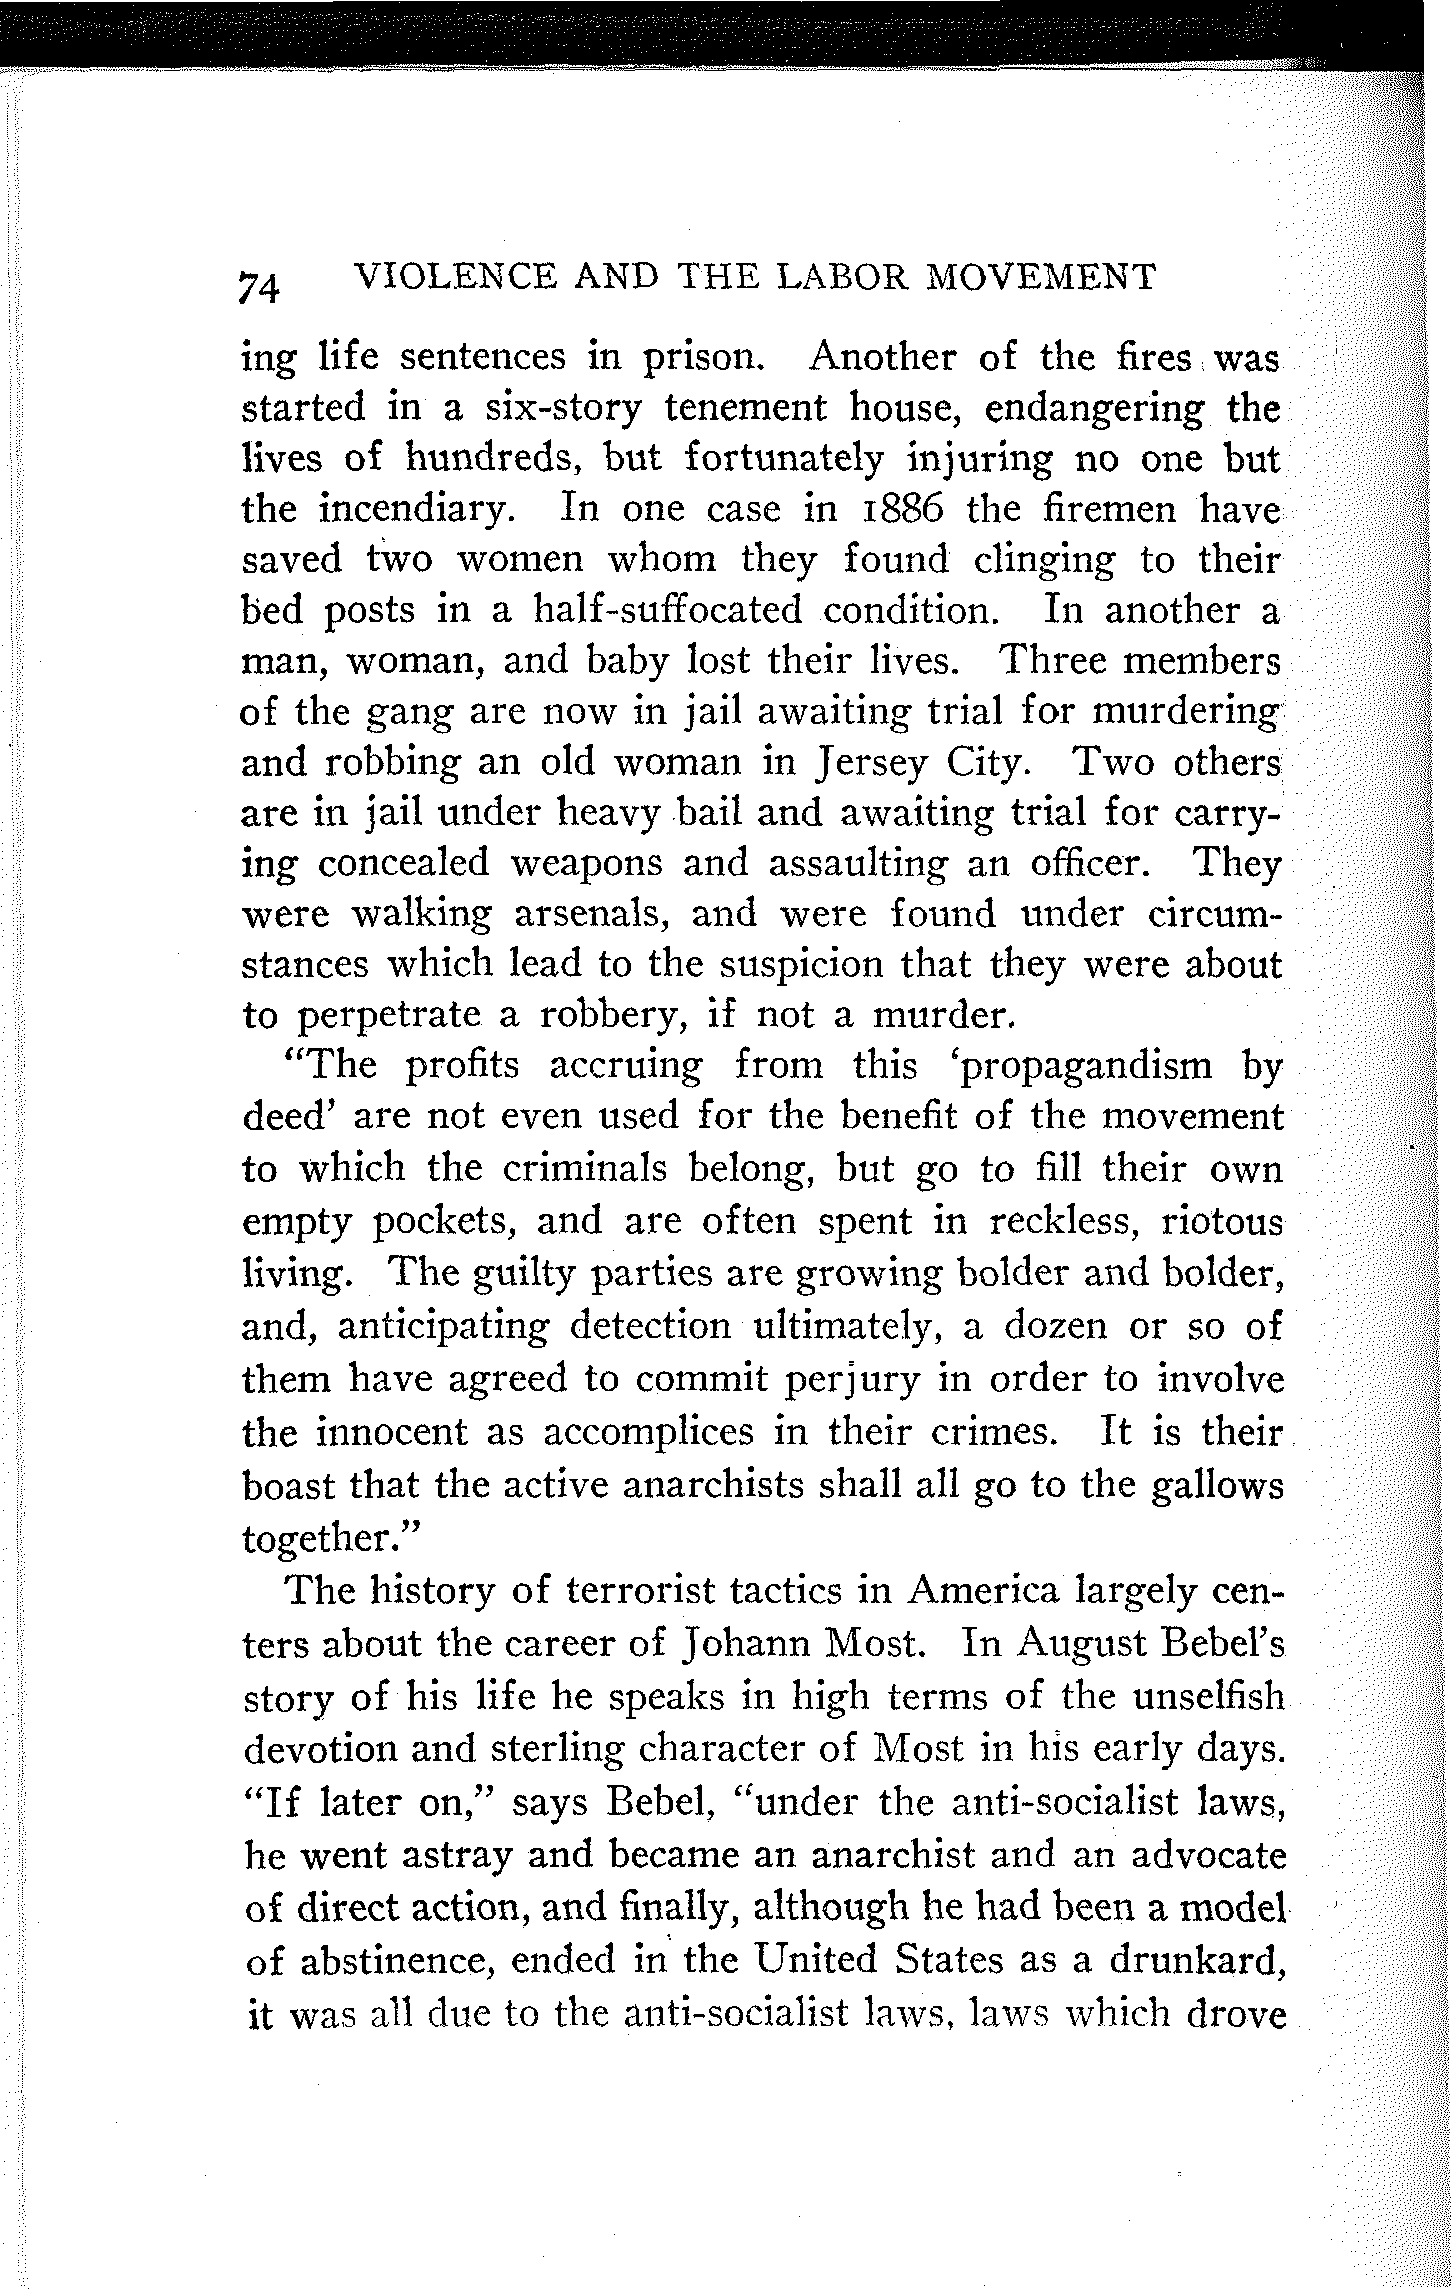 74 VIOLENCE AND THE LABOR MOVEMENT
ing life sentences in prison. Another of the fires was
started in a six-story tenement house, endangering the
lives of hundreds, but fortunately injuring no one but
the incendiary. In one case in 1886 the firemen have
saved two women whom they found clinging to their
bed posts in a half-suffocated condition. In another a
man, woman, and baby lost their lives. Three members
of the gang are now in jail awaiting trial for murdering
and robbing an old woman in Jersey City. Two others
are in jail under heavy bail and awaiting trial for carry-
ing concealed weapons and assaulting an officer. They
were walking arsenals, and were found under circum-
stances which lead to the suspicion that they were about
to perpetrate a robbery, if not a murder.
“The profits accruing from this ‘propagandism by
deed’ are not even used for the benefit of the movement
to which the criminals belong, but go to fill their own
empty pockets, and are often spent in reckless, riotous
living. The guilty parties are growing bolder and bolder,
and, anticipating detection ultimately, a dozen or so of
them have agreed to commit perjury in order to involve
the innocent as accomplices in their crimes. It is their
boast that the active anarchists shall all go to the gallows
together.”
The history of terrorist tactics in America largely cen-
ters about the career of Johann Most. In August Bebel’s
story of his life he speaks in high terms of the unselfish
devotion and sterling character of Most in his early days.
“If later on,” says Bebel, “under the anti-socialist laws,
he went astray and became an anarchist and an advocate
of direct action, and finally, although he had been a model
of abstinence, ended in the United States as a drunkard,
it was all due to the anti-socialist laws, laws which drove